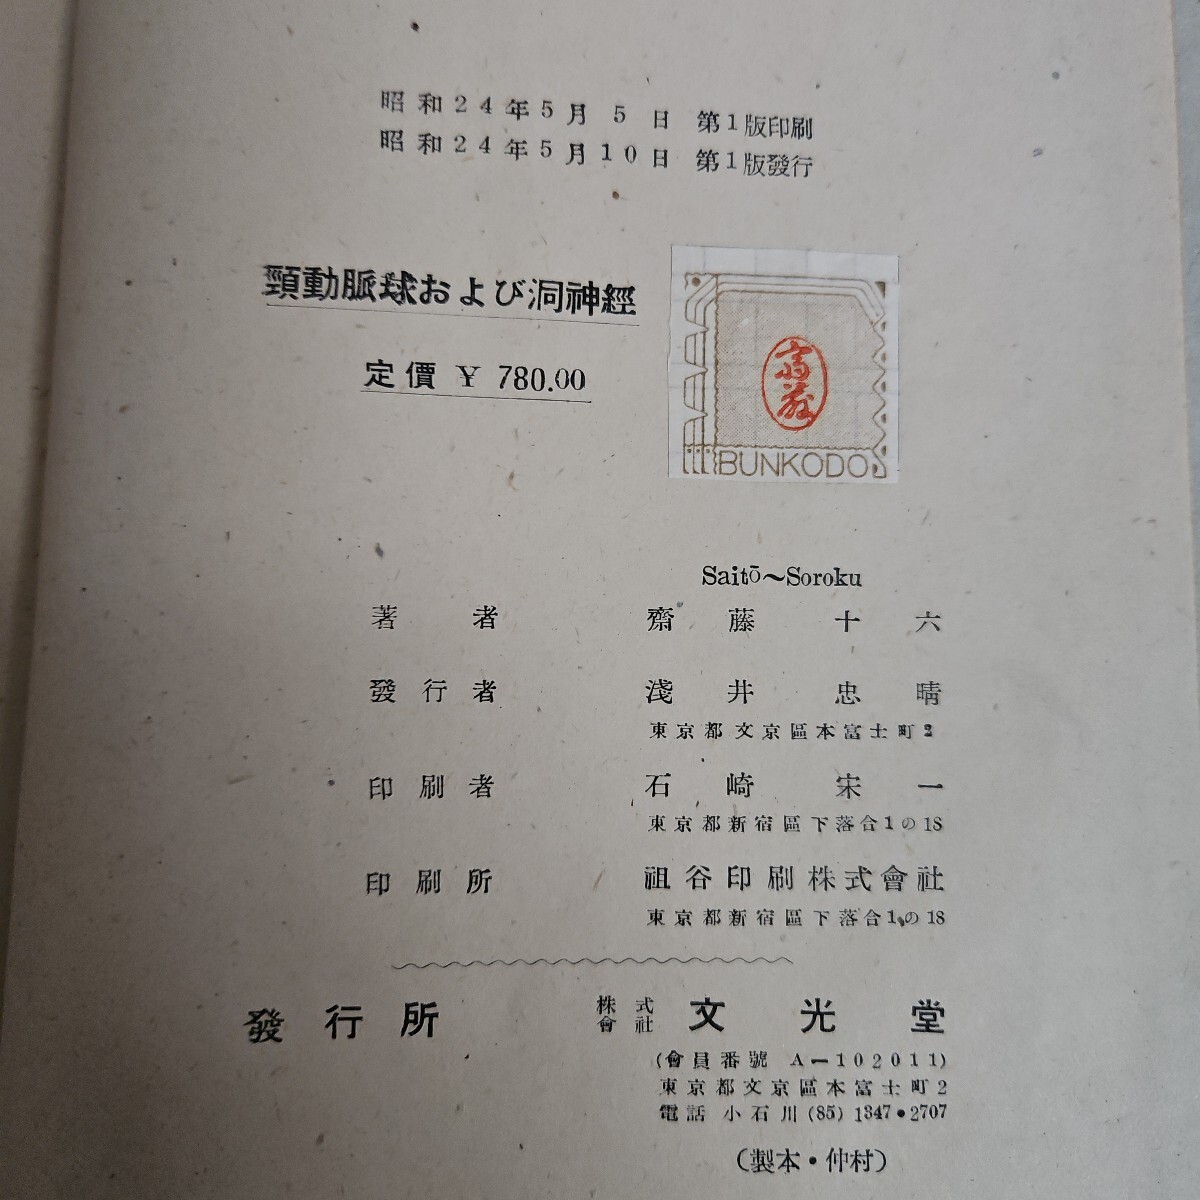 昭和24年5月5日 第1版印刷
昭和24年5月10日 第1版發行
頸動脈球および洞神經
定價 ¥ 780.00
齋藤
BUNKODO
Saitō~Soroku
著者 齋藤十六
發行者 淺井忠晴
東京都文京區本富士町2
印刷者 石崎宋一
東京都新宿區下落合1の18
印刷所 祖谷印刷株式會社
東京都新宿區下落合1の18
發行所 株式會社 文光堂
(會員番號 A-102011)
東京都文京區本富士町2
電話 小石川 (85) 1347・2707
(製本・仲村)